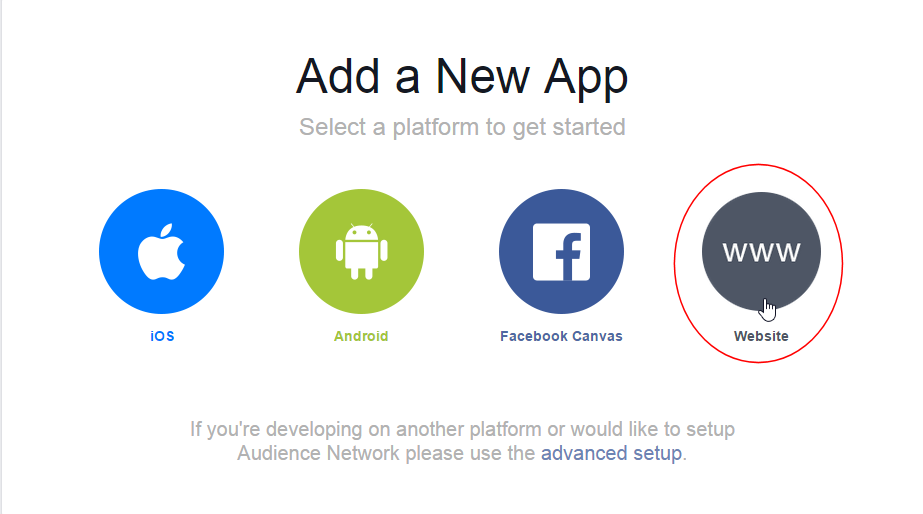 Add a New App
Select a platform to get started
www
iOS
Android
Facebook Canvas
Website
If you're developing on another platform or would like to setup
Audience Network please use the advanced setup.